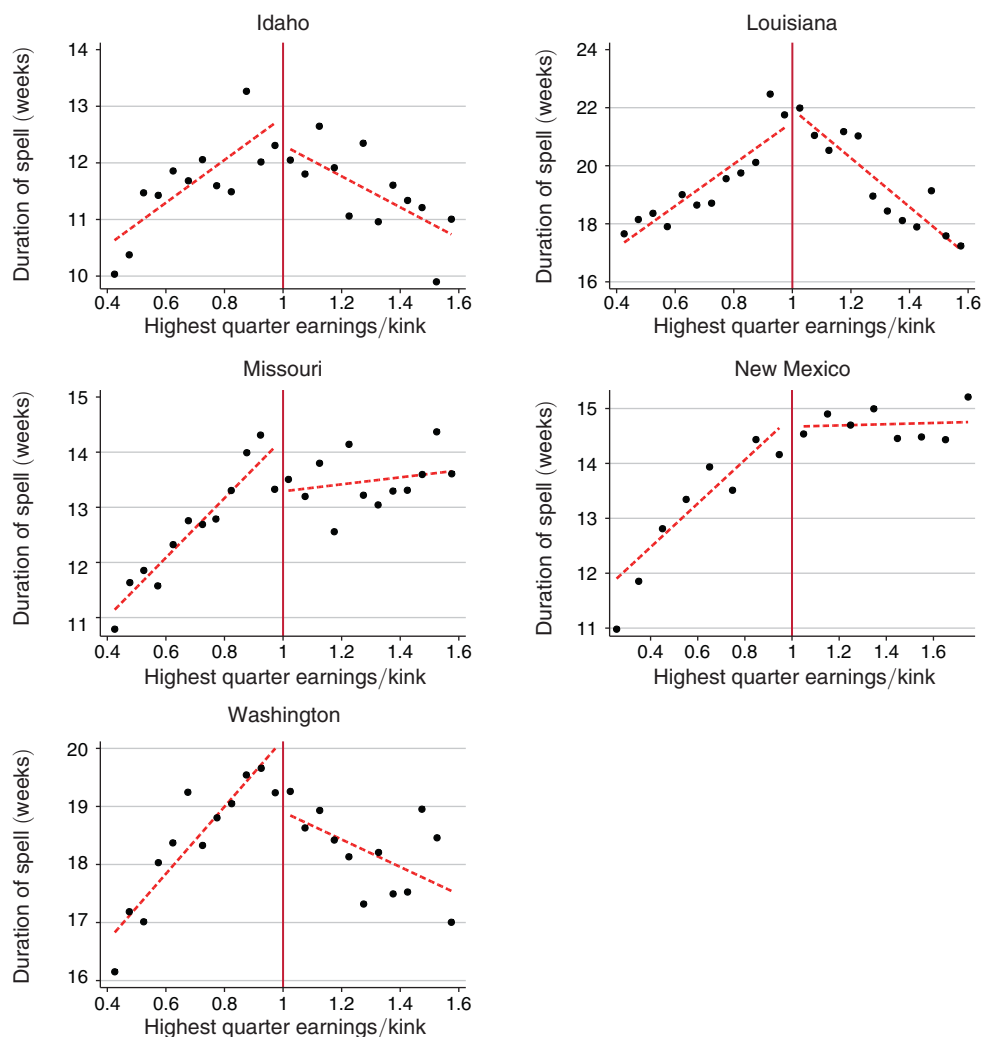 Idaho
Duration of spell (weeks)
14
13
12
11
10
0.4 0.6 0.8 1 1.2 1.4 1.6
Highest quarter earnings/kink
Louisiana
Duration of spell (weeks)
24
22
20
18
16
0.4 0.6 0.8 1 1.2 1.4 1.6
Highest quarter earnings/kink
Missouri
Duration of spell (weeks)
15
14
13
12
11
0.4 0.6 0.8 1 1.2 1.4 1.6
Highest quarter earnings/kink
New Mexico
Duration of spell (weeks)
15
14
13
12
11
0.4 0.6 0.8 1 1.2 1.4 1.6
Highest quarter earnings/kink
Washington
Duration of spell (weeks)
20
19
18
17
16
0.4 0.6 0.8 1 1.2 1.4 1.6
Highest quarter earnings/kink